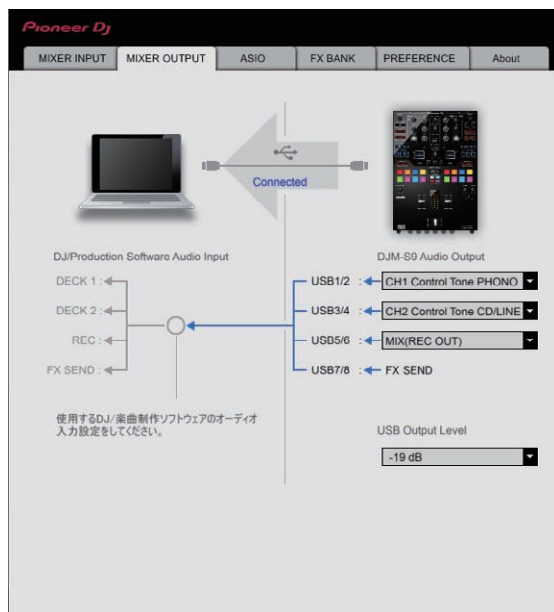 Pioneer Dj
MIXER INPUT
MIXER OUTPUT
ASIO
FX BANK
PREFERENCE
About
Connected
DJ/Production Software Audio Input
DJM-S9 Audio Output
DECK 1 :
DECK 2 :
REC :
FX SEND :
USB1/2 : CH1 Control Tone PHONO
USB3/4 : CH2 Control Tone CD/LINE
USB5/6 : MIX(REC OUT)
USB7/8 : FX SEND
使用するDJ/楽曲制作ソフトウェアのオーディオ
入力設定をしてください。
USB Output Level
-19 dB